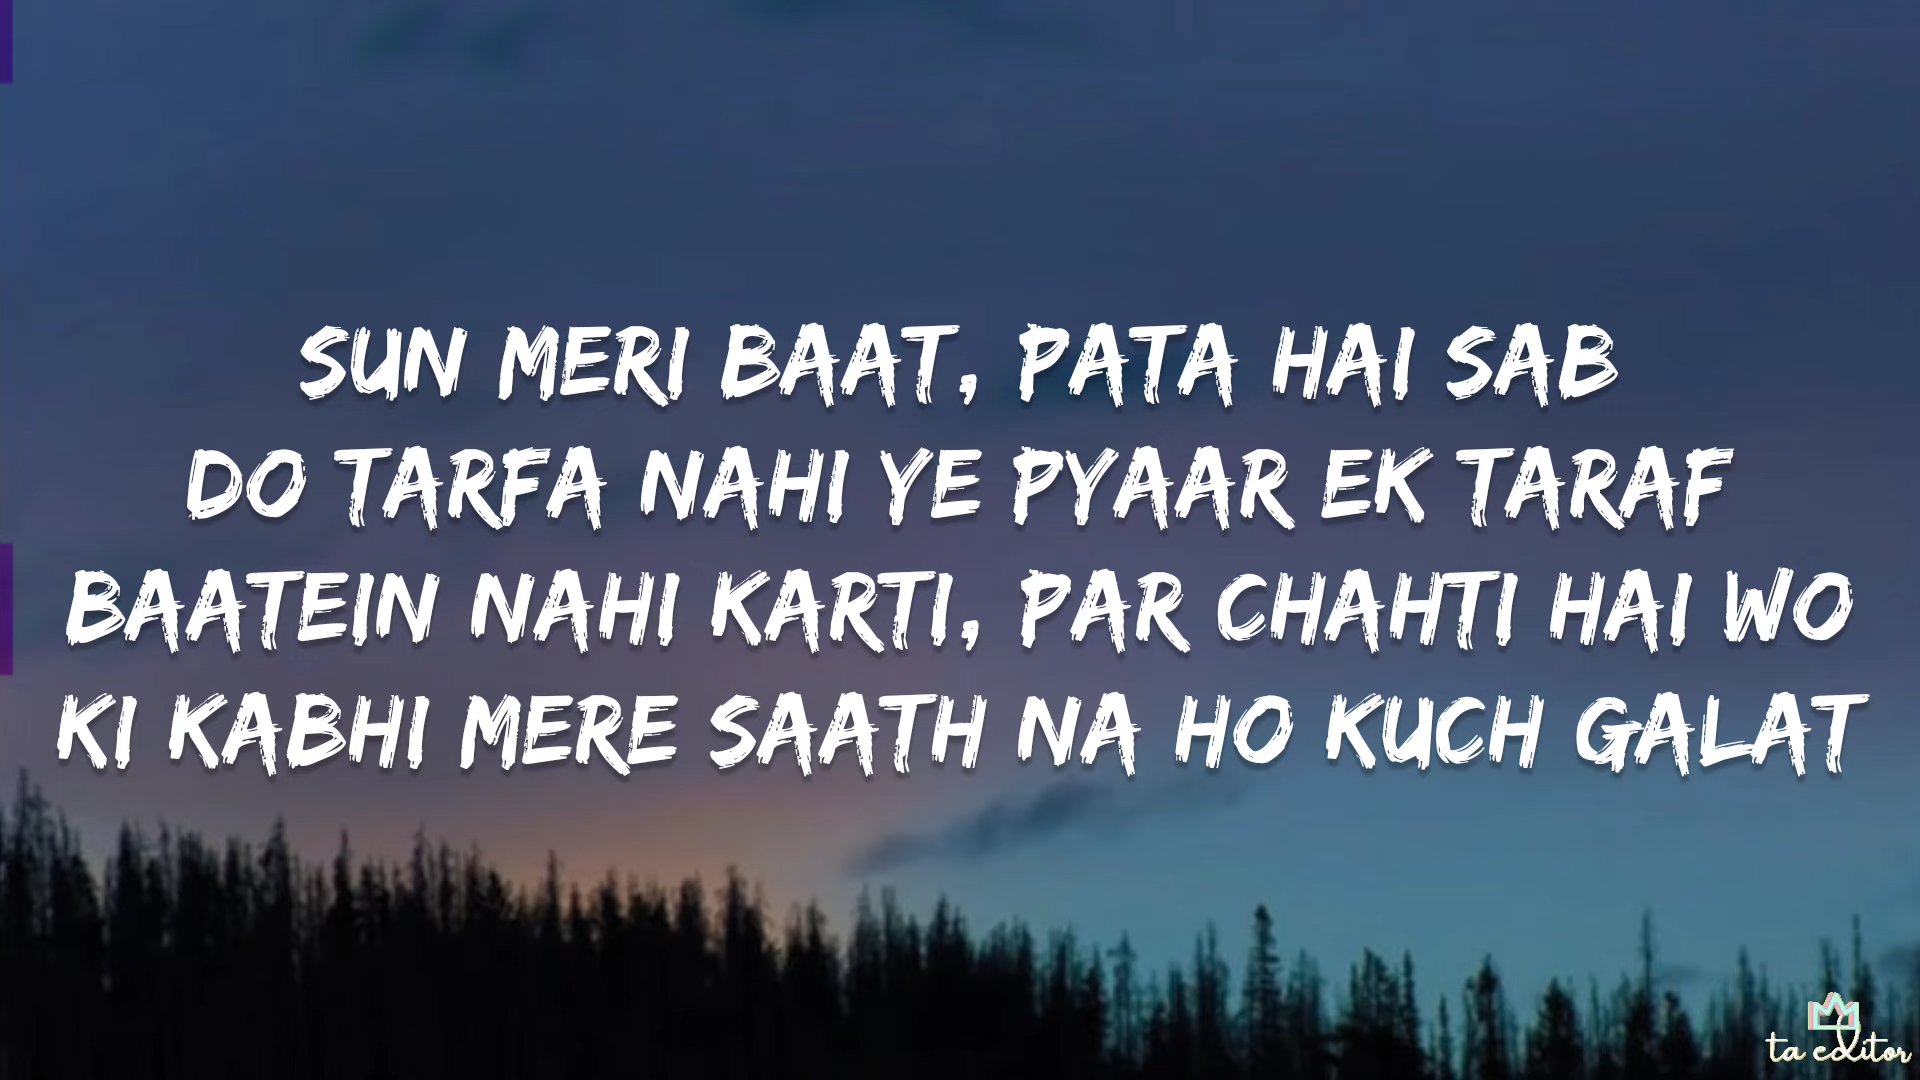 SUN MERI BAAT, PATA HAI SAB
DO TARFA NAHI YE PYAAR EK TARAF
BAATEIN NAHI KARTI, PAR CHAHTI HAI WO
KI KABHI MERE SAATH NA HO KUCH GALAT
ta editor